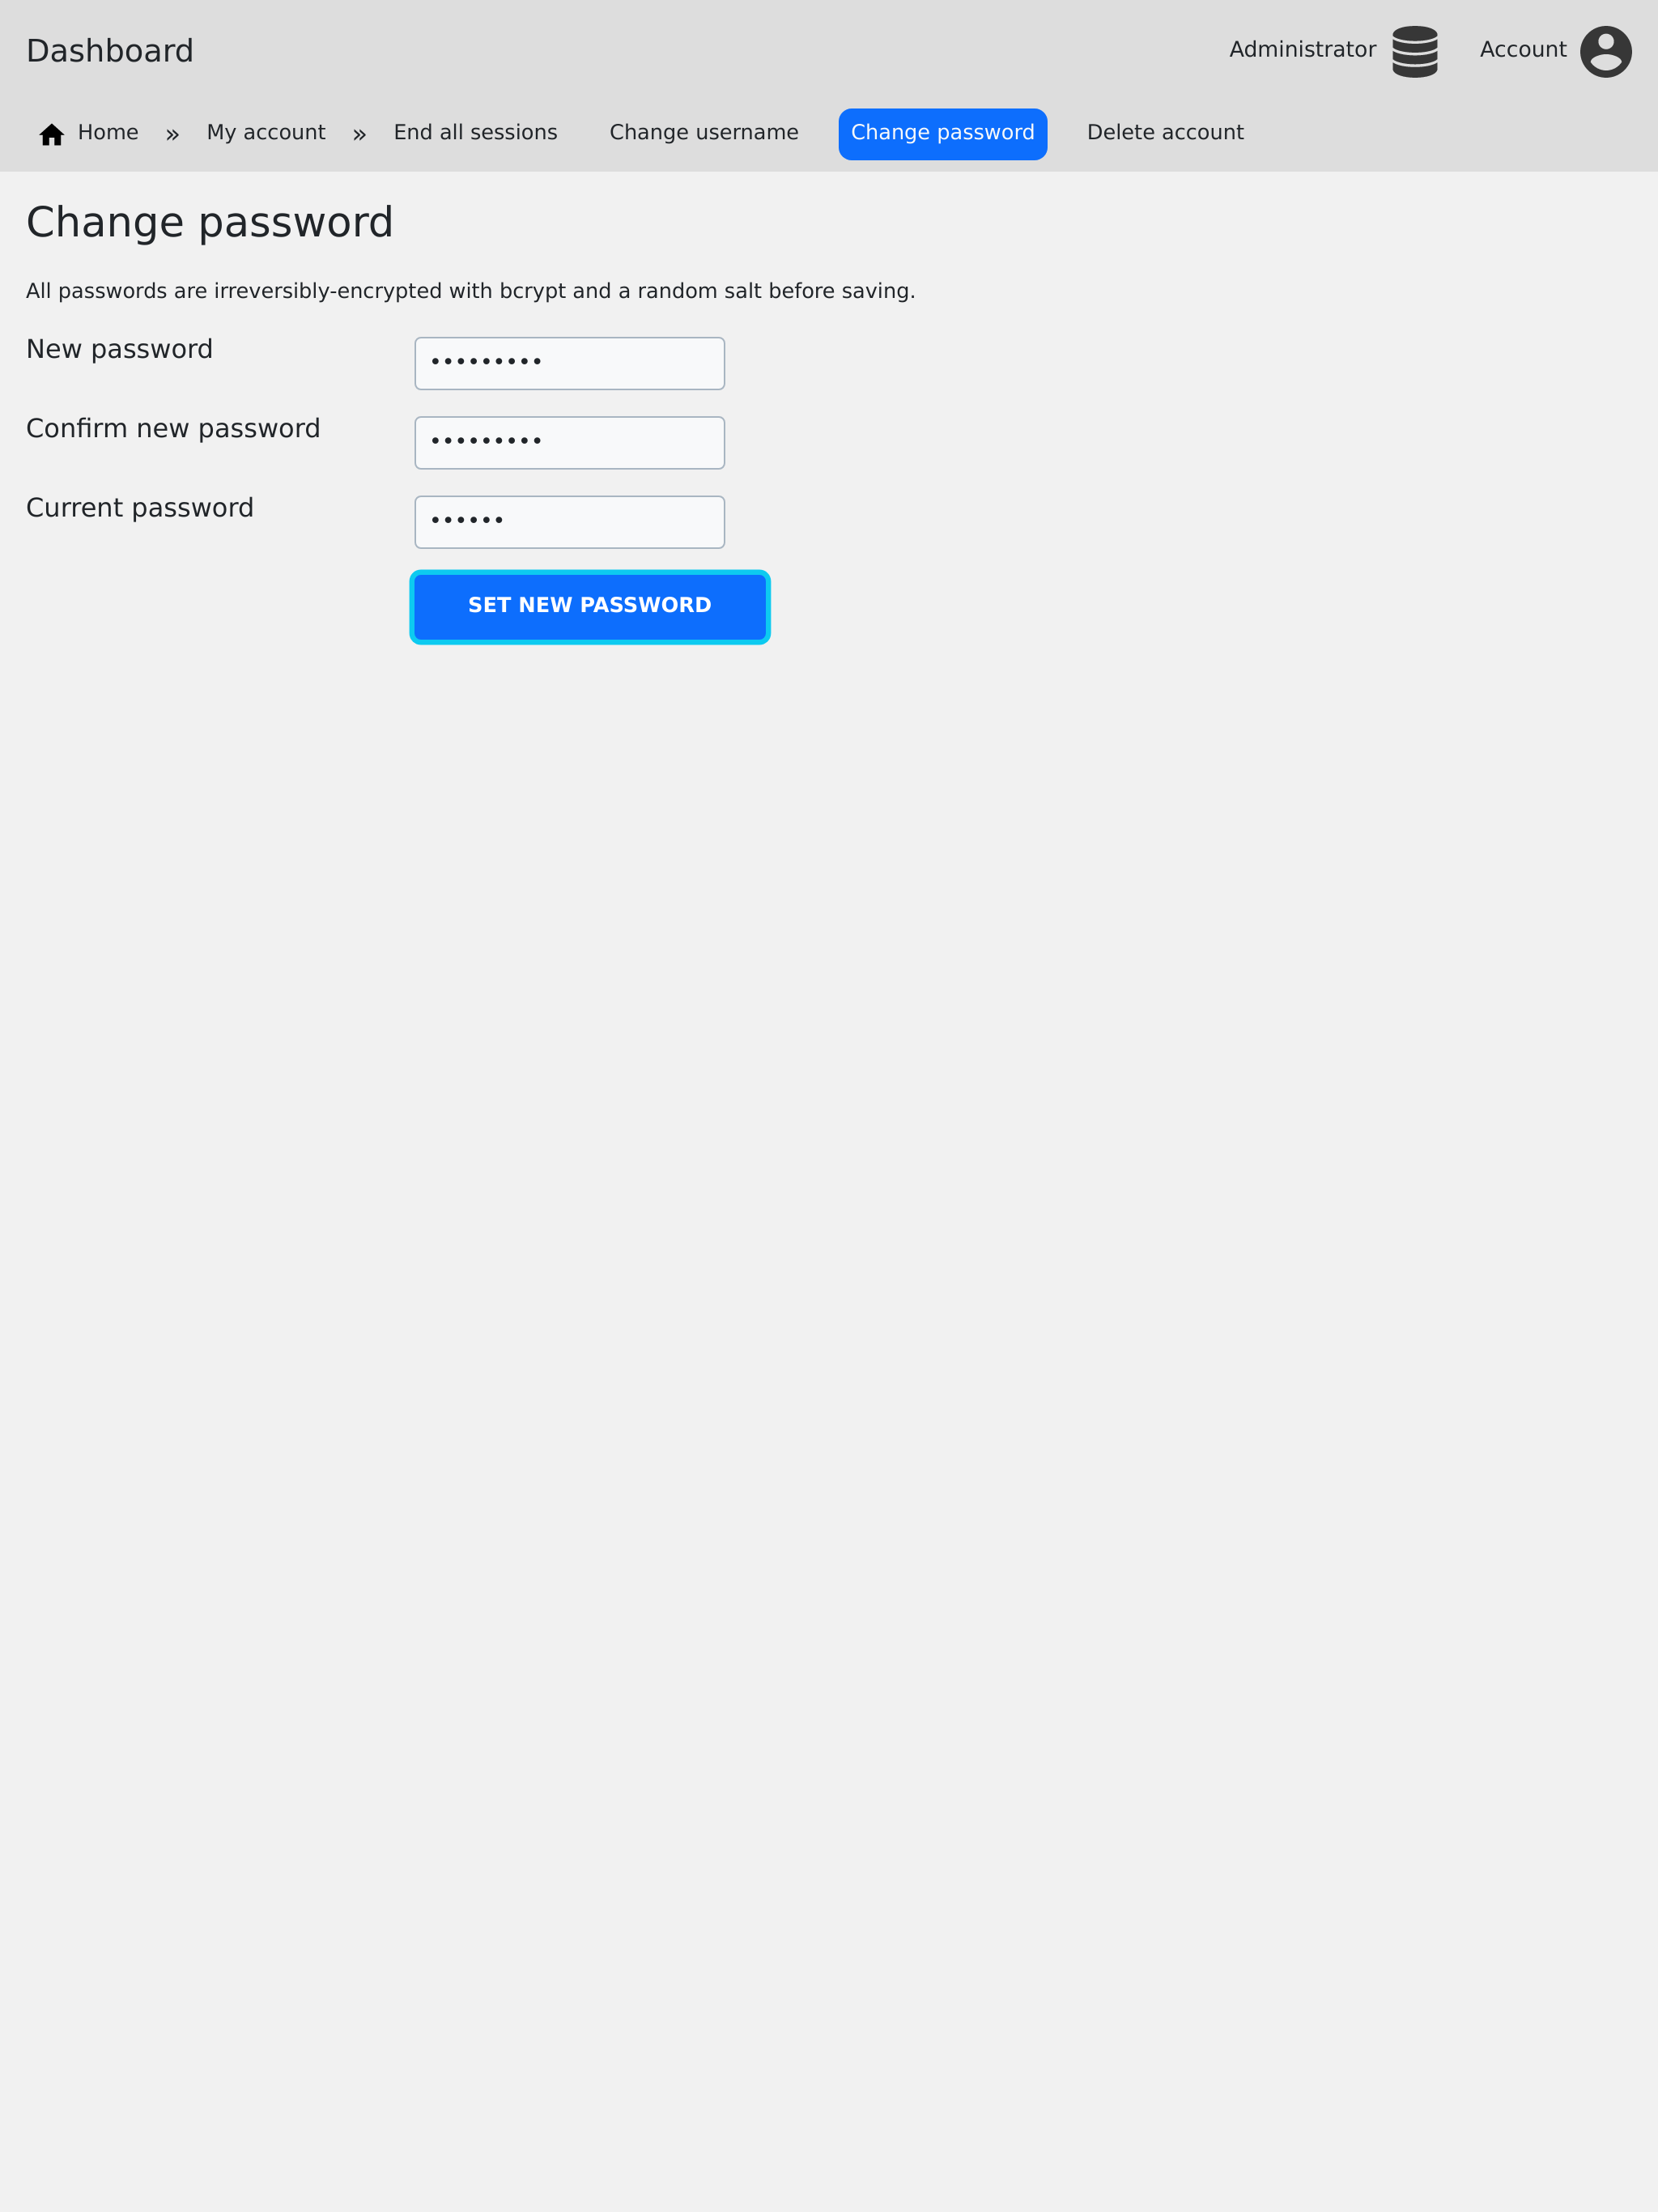 Dashboard Administrator Account
Home » My account » End all sessions Change username Change password Delete account
Change password
All passwords are irreversibly-encrypted with bcrypt and a random salt before saving.
New password •••••••••
Confirm new password •••••••••
Current password ••••••
SET NEW PASSWORD